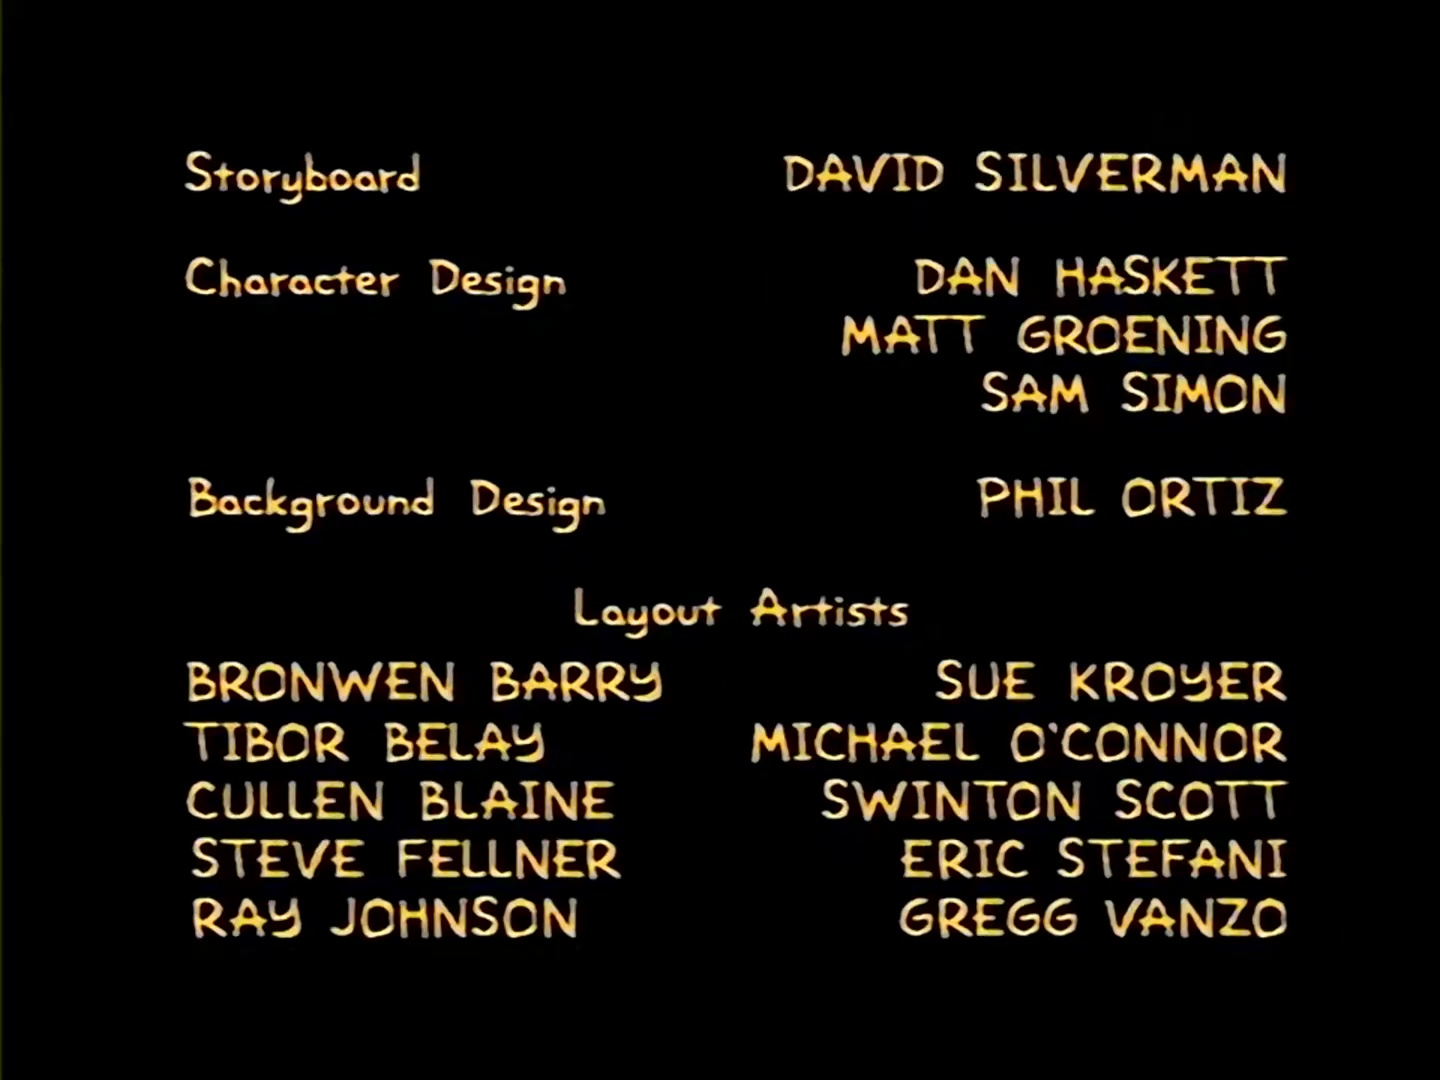 Storyboard DAVID SILVERMAN
Character Design DAN HASKETT
MATT GROENING
SAM SIMON
Background Design PHIL ORTIZ
Layout Artists
BRONWEN BARRY SUE KROYER
TIBOR BELAY MICHAEL O'CONNOR
CULLEN BLAINE SWINTON SCOTT
STEVE FELLNER ERIC STEFANI
RAY JOHNSON GREGG VANZO